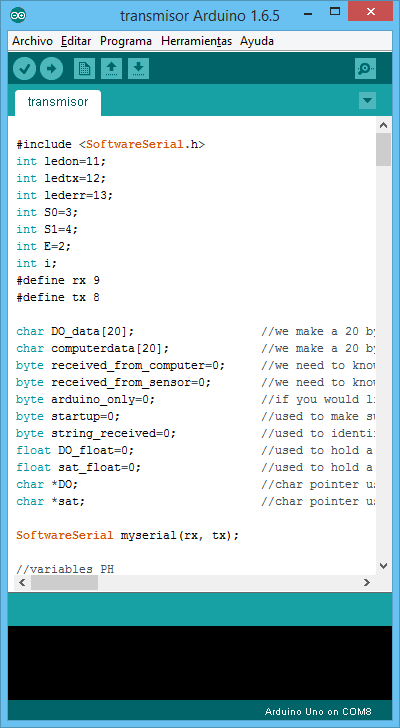 transmisor Arduino 1.6.5
Archivo Editar Programa Herramientas Ayuda
transmisor
#include <SoftwareSerial.h>
int ledon=11;
int ledtx=12;
int lederr=13;
int S0=3;
int S1=4;
int E=2;
int i;
#define rx 9
#define tx 8
char DO_data[20]; //we make a 20 by
char computerdata[20]; //we make a 20 by
byte received_from_computer=0; //we need to know
byte received_from_sensor=0; //we need to know
byte arduino_only=0; //if you would li
byte startup=0; //used to make su
byte string_received=0; //used to identi
float DO_float=0; //used to hold a
float sat_float=0; //used to hold a
char *DO; //char pointer us
char *sat; //char pointer us
SoftwareSerial myserial(rx, tx);
//variables PH
Arduino Uno on COM8